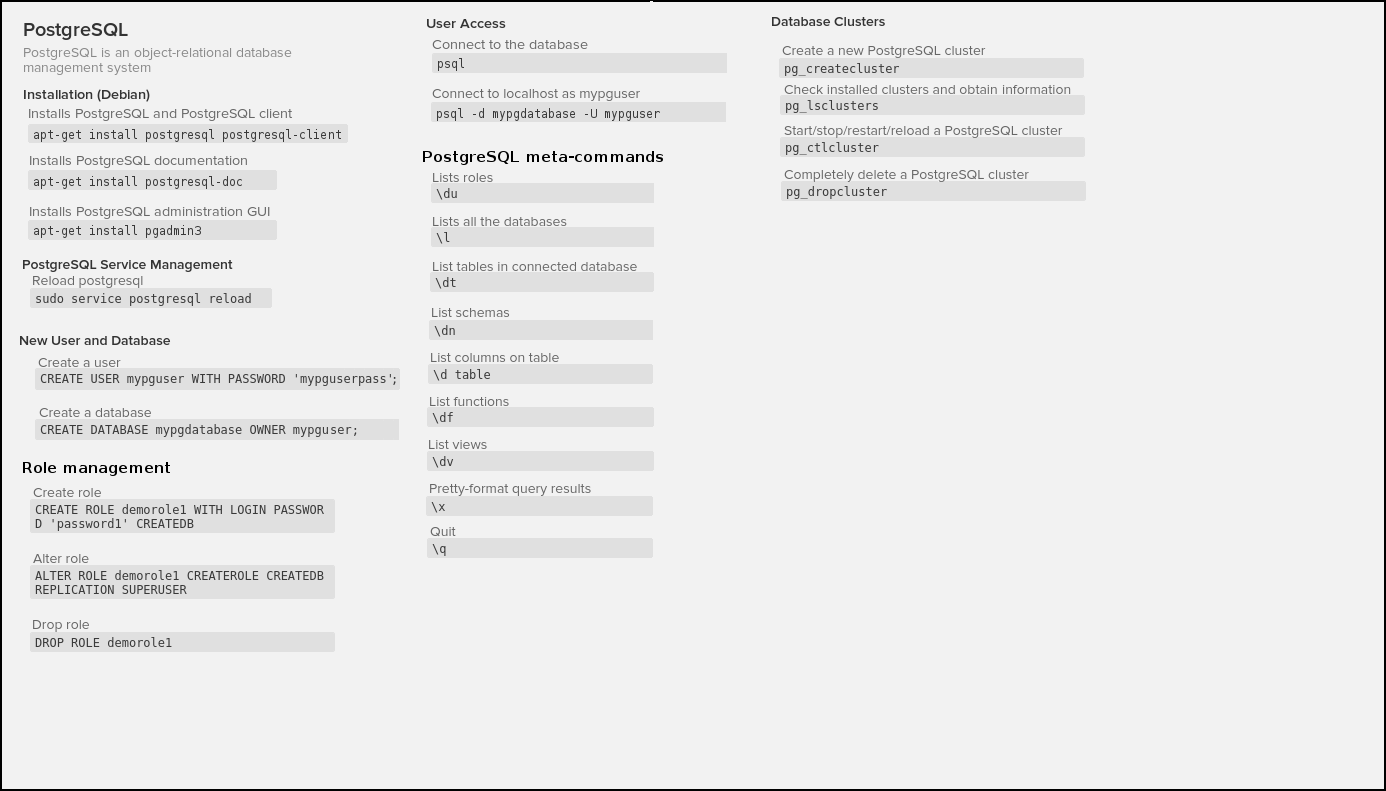 PostgreSQL
PostgreSQL is an object-relational database
management system
Installation (Debian)
Installs PostgreSQL and PostgreSQL client
apt-get install postgresql postgresql-client
Installs PostgreSQL documentation
apt-get install postgresql-doc
Installs PostgreSQL administration GUI
apt-get install pgadmin3
PostgreSQL Service Management
Reload postgresql
sudo service postgresql reload
New User and Database
Create a user
CREATE USER mypguser WITH PASSWORD 'mypguserpass';
Create a database
CREATE DATABASE mypgdatabase OWNER mypguser;
Role management
Create role
CREATE ROLE demorole1 WITH LOGIN PASSWOR
D 'password1' CREATEDB
Alter role
ALTER ROLE demorole1 CREATEROLE CREATEDB
REPLICATION SUPERUSER
Drop role
DROP ROLE demorole1
User Access
Connect to the database
psql
Connect to localhost as mypguser
psql -d mypgdatabase -U mypguser
PostgreSQL meta-commands
Lists roles
\du
Lists all the databases
\l
List tables in connected database
\dt
List schemas
\dn
List columns on table
\d table
List functions
\df
List views
\dv
Pretty-format query results
\x
Quit
\q
Database Clusters
Create a new PostgreSQL cluster
pg_createcluster
Check installed clusters and obtain information
pg_lsclusters
Start/stop/restart/reload a PostgreSQL cluster
pg_ctlcluster
Completely delete a PostgreSQL cluster
pg_dropcluster